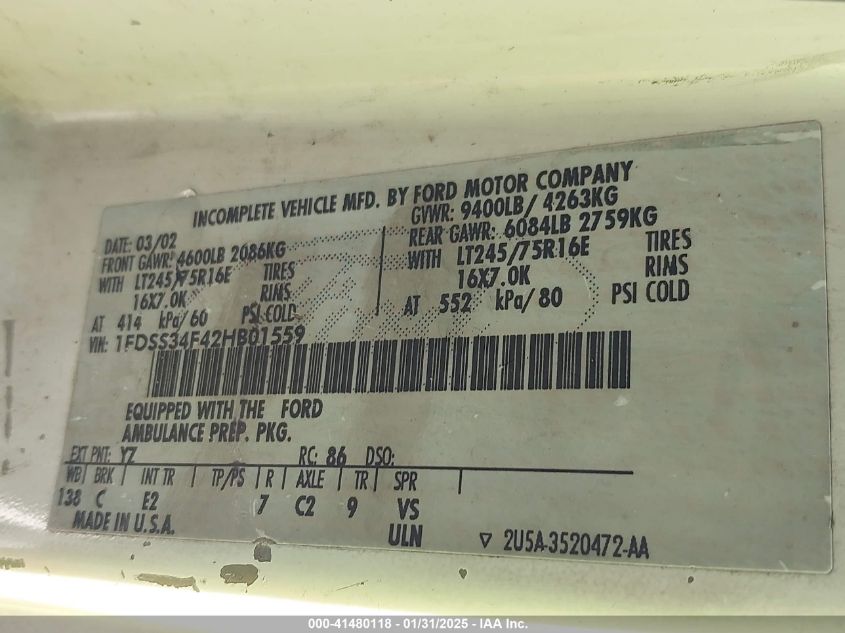 INCOMPLETE VEHICLE MFD. BY FORD MOTOR COMPANY
DATE: 03/02
FRONT GAWR: 4600LB 2086KG
WITH LT245/75R16E TIRES
16X7.0K RIMS
AT 414 kPa/60 PSI COLD
GVWR: 9400LB/ 4263KG
REAR GAWR: 6084LB 2759KG
WITH LT245/75R16E TIRES
16X7.0K RIMS
AT 552 kPa/80 PSI COLD
VIN: 1FDSS34F42HB01559
EQUIPPED WITH THE FORD
AMBULANCE PREP. PKG.
EXT PNT: YZ RC: 86 DSO:
WB BRK INT TR TP/PS R AXLE TR SPR
138 C E2 7 C2 9 VS
MADE IN U.S.A. ULN 2U5A-3520472-AA
000-41480118 - 01/31/2025 - IAA Inc.